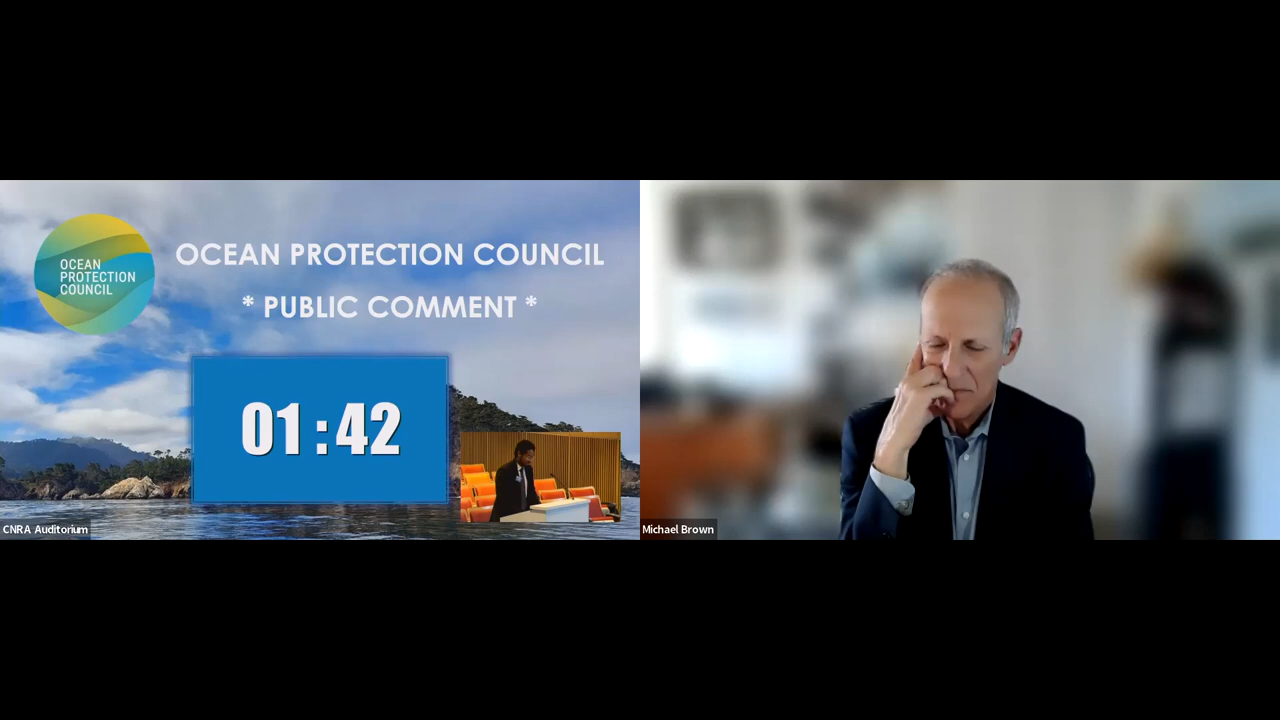 OCEAN
PROTECTION
COUNCIL
OCEAN PROTECTION COUNCIL
* PUBLIC COMMENT *
01:42
CNRA Auditorium
Michael Brown